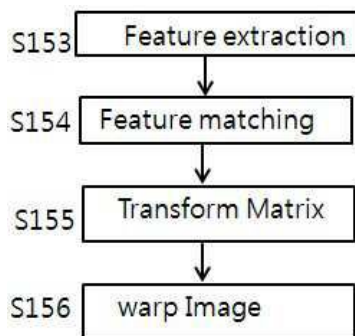 S153 Feature extraction
S154 Feature matching
S155 Transform Matrix
S156 warp Image